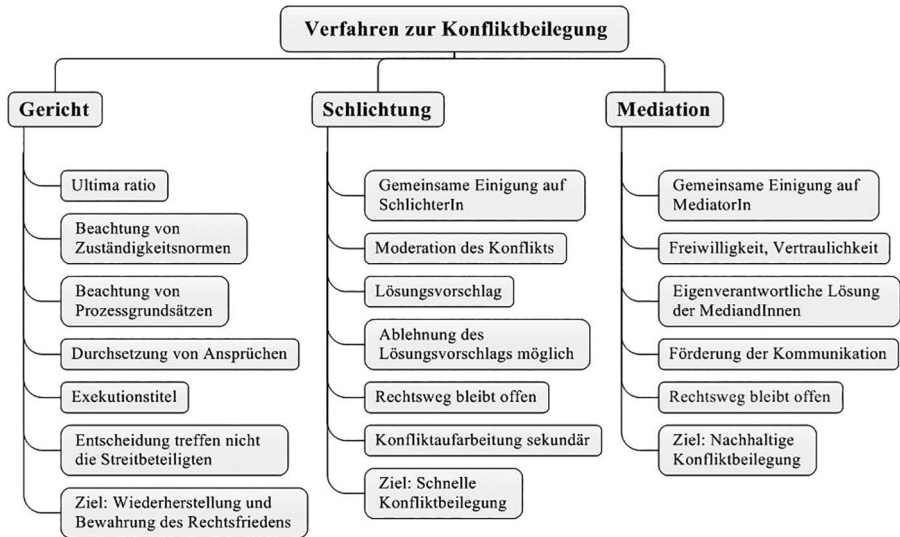 Verfahren zur Konfliktbeilegung
Gericht
Ultima ratio
Beachtung von
Zuständigkeitsnormen
Beachtung von
Prozessgrundsätzen
Durchsetzung von Ansprüchen
Exekutionstitel
Entscheidung treffen nicht
die Streitbeteiligten
Ziel: Wiederherstellung und
Bewahrung des Rechtsfriedens
Schlichtung
Gemeinsame Einigung auf
SchlichterIn
Moderation des Konflikts
Lösungsvorschlag
Ablehnung des
Lösungsvorschlags möglich
Rechtsweg bleibt offen
Konfliktaufarbeitung sekundär
Ziel: Schnelle
Konfliktbeilegung
Mediation
Gemeinsame Einigung auf
MediatorIn
Freiwilligkeit, Vertraulichkeit
Eigenverantwortliche Lösung
der MediandInnen
Förderung der Kommunikation
Rechtsweg bleibt offen
Ziel: Nachhaltige
Konfliktbeilegung